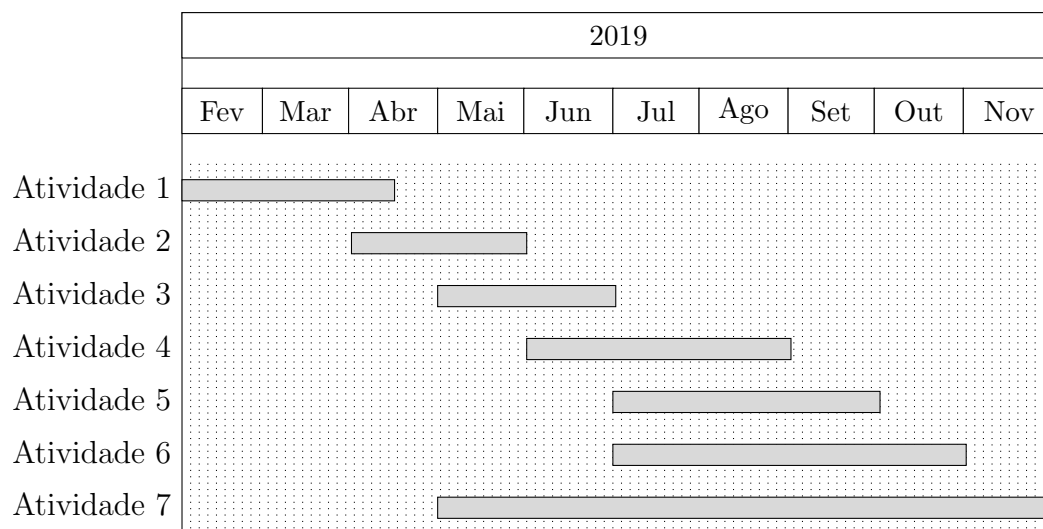 2019
Fev Mar Abr Mai Jun Jul Ago Set Out Nov
Atividade 1
Atividade 2
Atividade 3
Atividade 4
Atividade 5
Atividade 6
Atividade 7